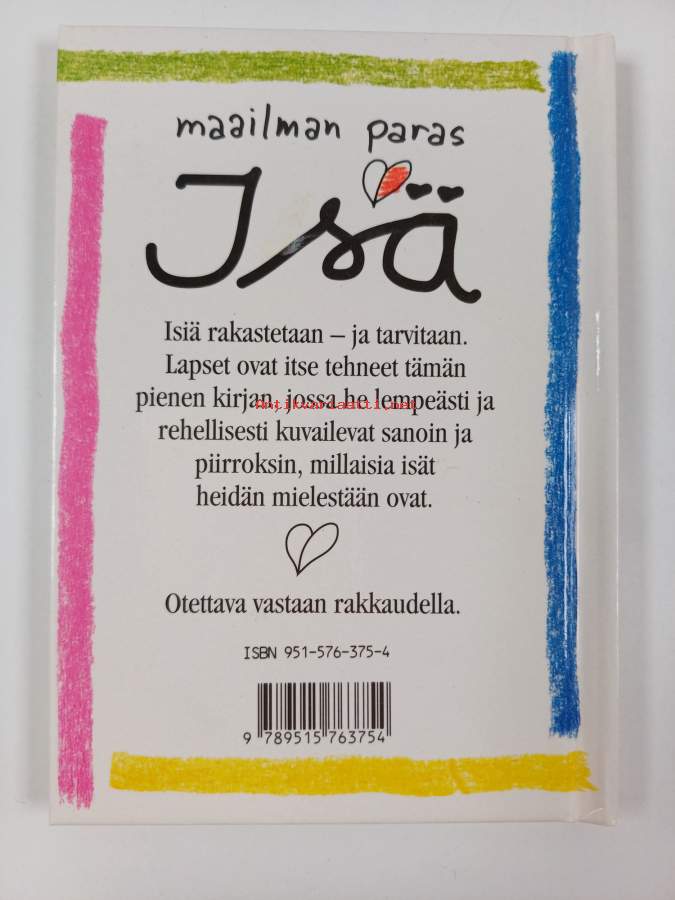 maailman paras
Isä
Isiä rakastetaan – ja tarvitaan.
Lapset ovat itse tehneet tämän
pienen kirjan, jossa he lempeästi ja
Antikvariaatti.net
rehellisesti kuvailevat sanoin ja
piirroksin, millaisia isät
heidän mielestään ovat.
Otettava vastaan rakkaudella.
ISBN 951-576-375-4
9 789515 763754